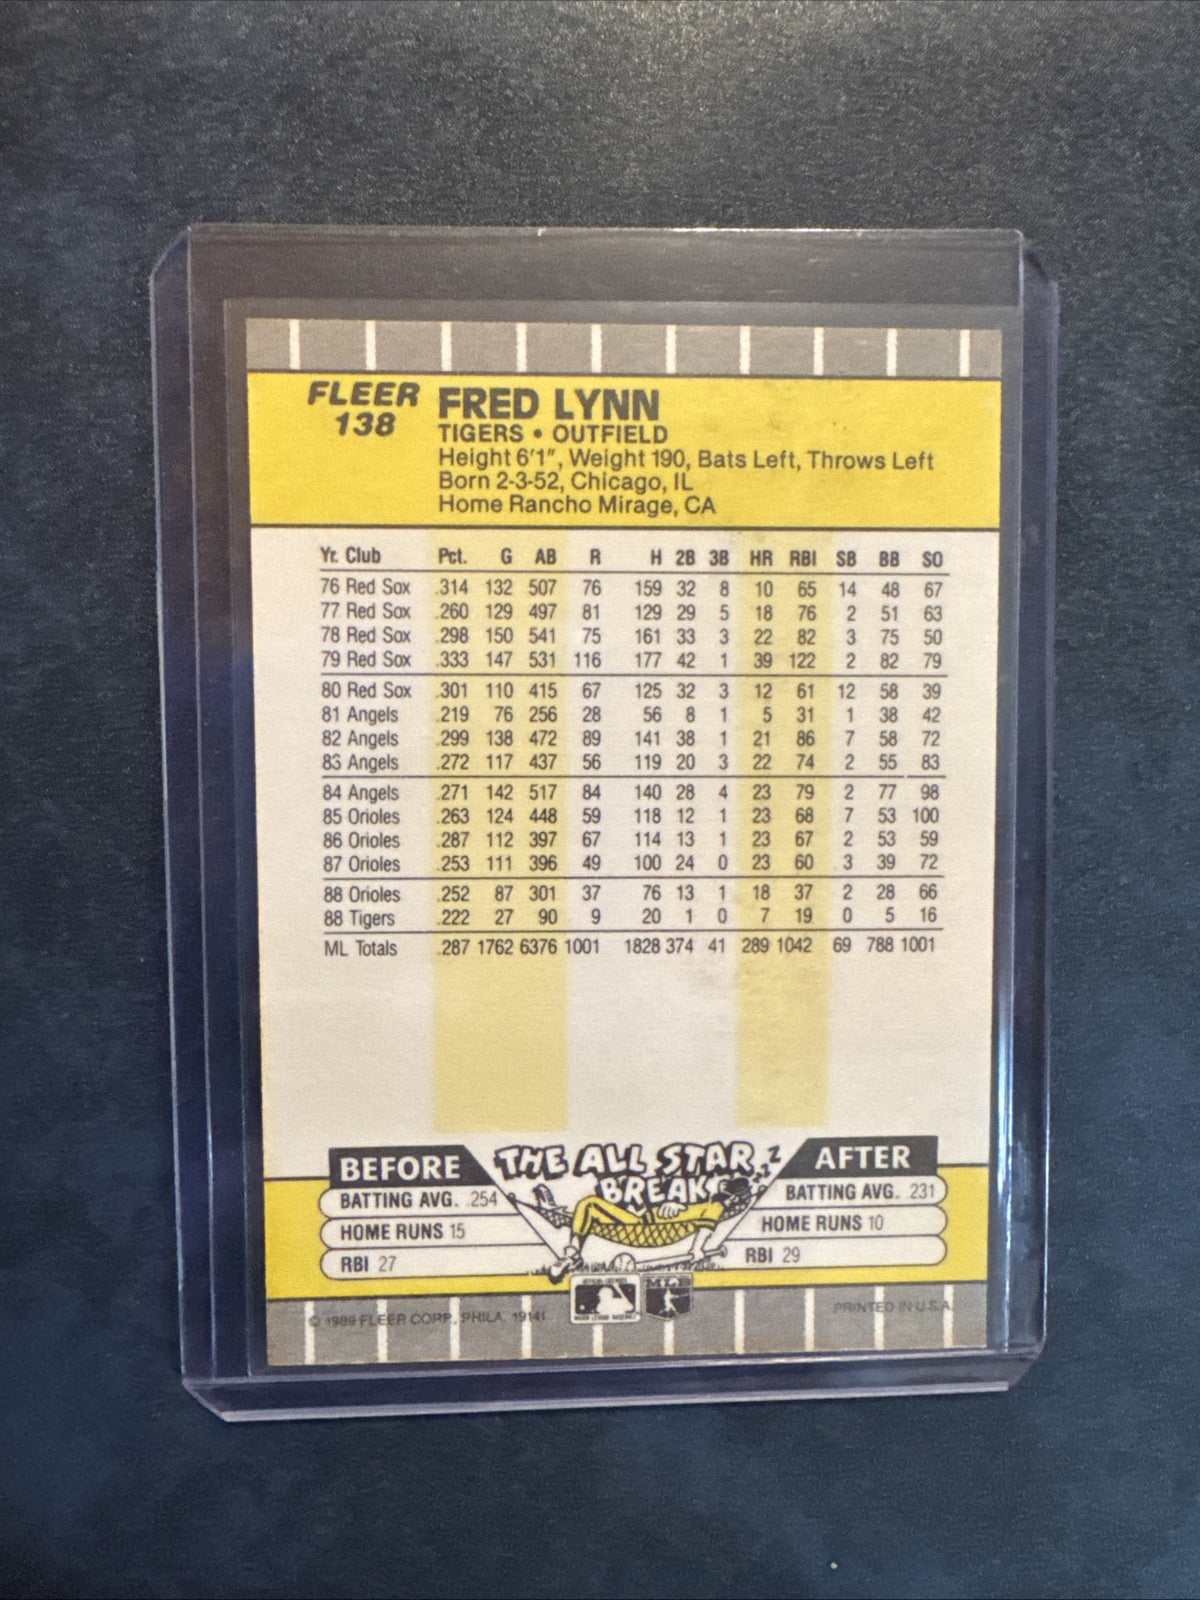 FLEER
138
FRED LYNN
TIGERS • OUTFIELD
Height 6'1", Weight 190, Bats Left, Throws Left
Born 2-3-52, Chicago, IL
Home Rancho Mirage, CA
Yr. Club Pct. G AB R H 2B 3B HR RBI SB BB SO
76 Red Sox .314 132 507 76 159 32 8 10 65 14 48 67
77 Red Sox .260 129 497 81 129 29 5 18 76 2 51 63
78 Red Sox .298 150 541 75 161 33 3 22 82 3 75 50
79 Red Sox .333 147 531 116 177 42 1 39 122 2 82 79
80 Red Sox .301 110 415 67 125 32 3 12 61 12 58 39
81 Angels .219 76 256 28 56 8 1 5 31 1 38 42
82 Angels .299 138 472 89 141 38 1 21 86 7 58 72
83 Angels .272 117 437 56 119 20 3 22 74 2 55 83
84 Angels .271 142 517 84 140 28 4 23 79 2 77 98
85 Orioles .263 124 448 59 118 12 1 23 68 7 53 100
86 Orioles .287 112 397 67 114 13 1 23 67 2 53 59
87 Orioles .253 111 396 49 100 24 0 23 60 3 39 72
88 Orioles .252 87 301 37 76 13 1 18 37 2 28 66
88 Tigers .222 27 90 9 20 1 0 7 19 0 5 16
ML Totals .287 1762 6376 1001 1828 374 41 289 1042 69 788 1001
THE ALL STAR
BREAK
ZZZ
BEFORE
BATTING AVG. .254
HOME RUNS 15
RBI 27
AFTER
BATTING AVG. .231
HOME RUNS 10
RBI 29
MLB
© 1989 FLEER CORP., PHILA. 19141
PRINTED IN U.S.A.